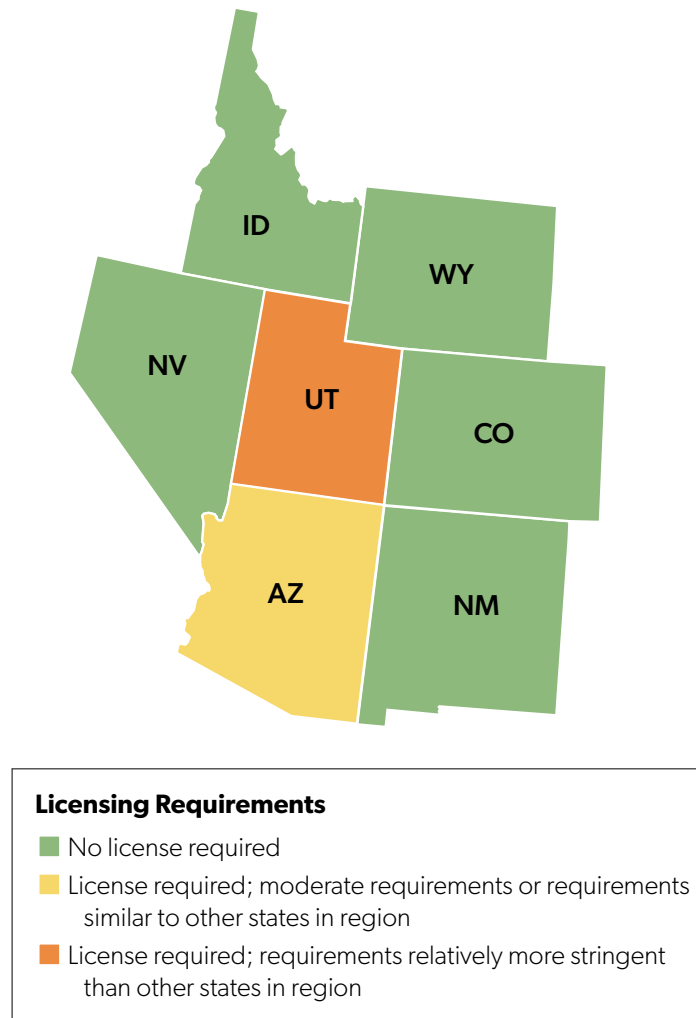 ID
WY
NV
UT
CO
AZ
NM
Licensing Requirements
No license required
License required; moderate requirements or requirements
similar to other states in region
License required; requirements relatively more stringent
than other states in region